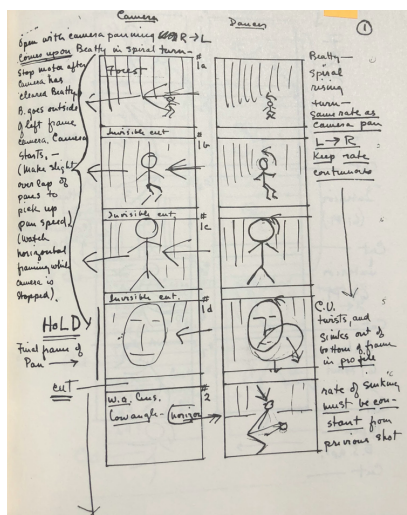 Camera
Dancer
①
Open with camera panning R → L
comes upon Beatty in spiral turn—
Stop motor after
camera has
cleared Beatty
B. goes outside
of left frame
camera. Camera
starts, —
(Make slight
overlap of
pans to
pick up
pan speed)
(watch
horizontal
framing while
camera is
stopped).
HOLD
Final frame of
Pan →
cut
Forest
# 1a
Invisible cut
# 1b
Invisible cut
# 1c
Invisible cut.
# 1d
# 2
W.A. Lens.
Low angle— (horizon
Beatty—
spiral
rising
turn—
same rate as
camera pan
L → R
Keep rate
continuous
C.U.
twists, and
sinks out of
bottom of frame
in profile
rate of sinking
must be con-
stant from
previous shot